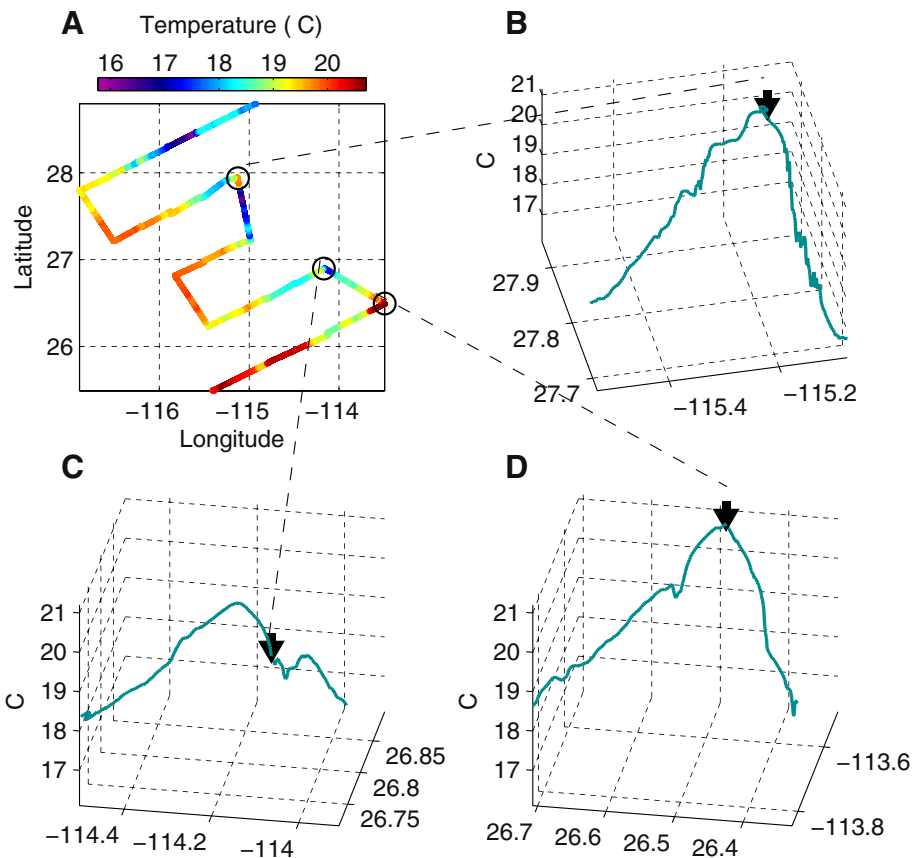 A
Temperature ( C)
16 17 18 19 20
28
27
26
Latitude
−116 −115 −114
Longitude
B
21
20
19
18
17
C
27.9
27.8
27.7
−115.4 −115.2
C
21
20
19
18
17
C
−114.4 −114.2 −114
26.85
26.8
26.75
D
21
20
19
18
17
C
26.7 26.6 26.5 26.4
−113.6
−113.8